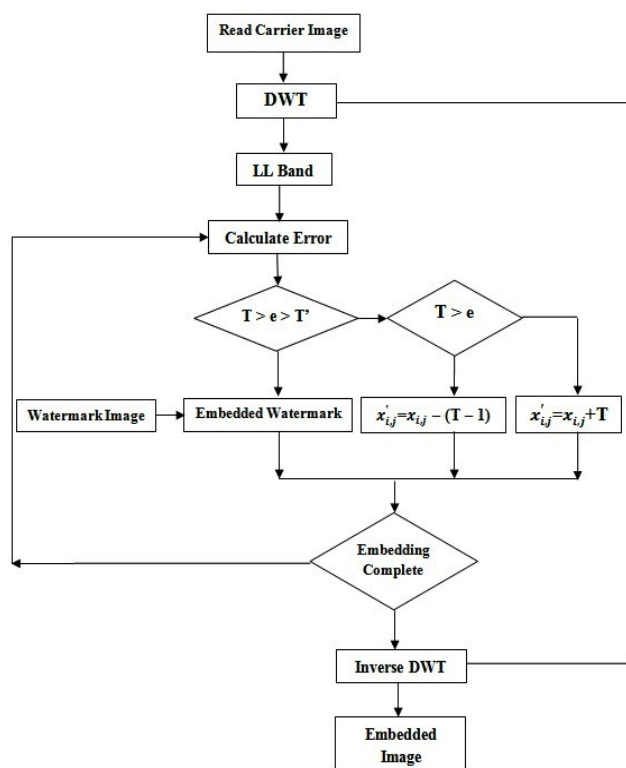 Read Carrier Image
DWT
LL Band
Calculate Error
T > e > T’
T > e
Watermark Image
Embedded Watermark
x'ᵢ,ⱼ=xᵢ,ⱼ – (T – 1)
x'ᵢ,ⱼ=xᵢ,ⱼ+T
Embedding
Complete
Inverse DWT
Embedded
Image